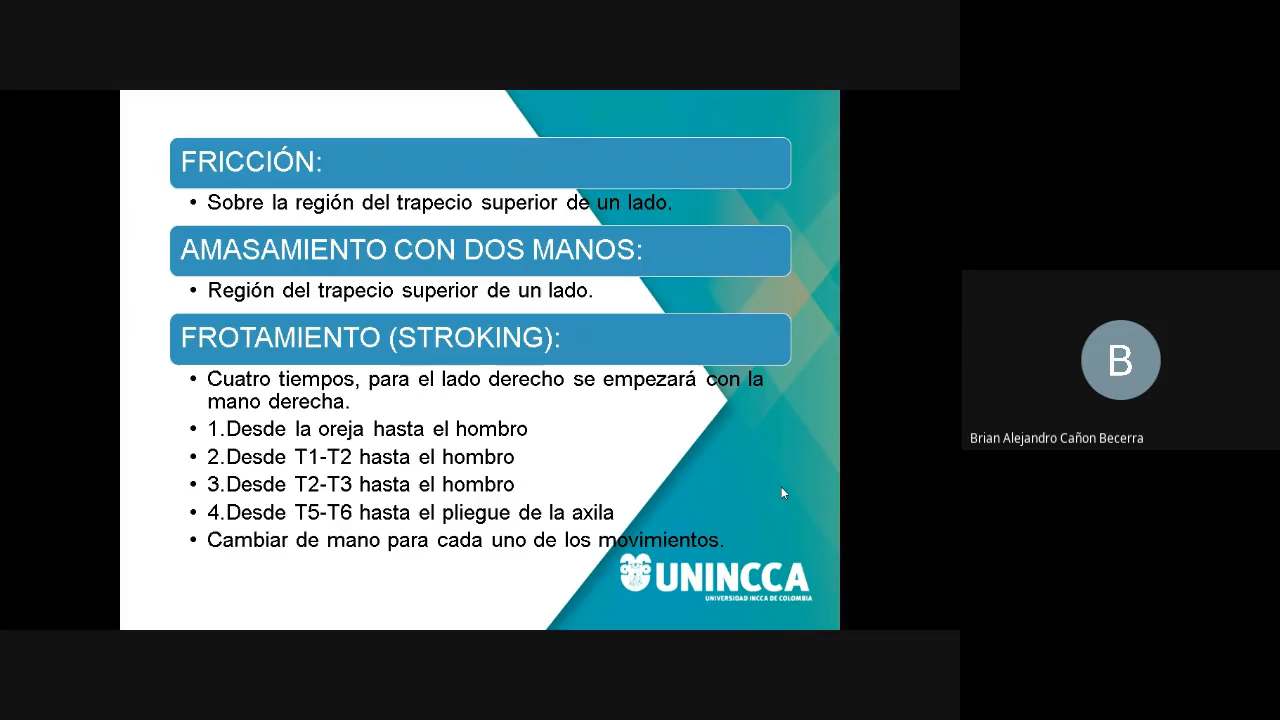 FRICCIÓN:
• Sobre la región del trapecio superior de un lado.
AMASAMIENTO CON DOS MANOS:
• Región del trapecio superior de un lado.
FROTAMIENTO (STROKING):
• Cuatro tiempos, para el lado derecho se empezará con la
mano derecha.
• 1.Desde la oreja hasta el hombro
• 2.Desde T1-T2 hasta el hombro
• 3.Desde T2-T3 hasta el hombro
• 4.Desde T5-T6 hasta el pliegue de la axila
• Cambiar de mano para cada uno de los movimientos.
UNINCCA
UNIVERSIDAD INCCA DE COLOMBIA
B
Brian Alejandro Cañon Becerra